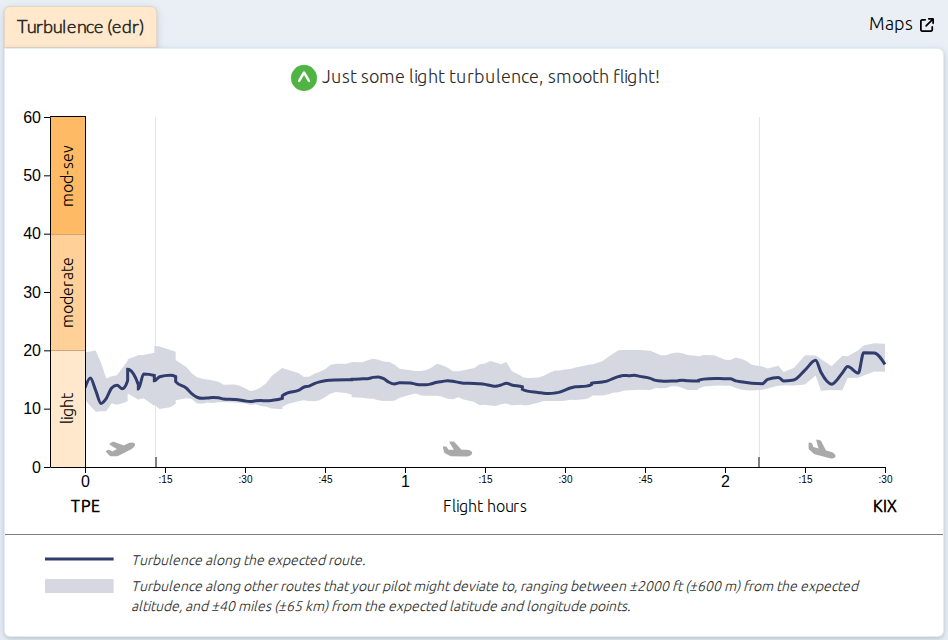 Turbulence (edr)
Maps
Just some light turbulence, smooth flight!
60
50
40
30
20
10
0
mod-sev
moderate
light
0 :15 :30 :45 1 :15 :30 :45 2 :15 :30
TPE Flight hours KIX
Turbulence along the expected route.
Turbulence along other routes that your pilot might deviate to, ranging between ±2000 ft (±600 m) from the expected
altitude, and ±40 miles (±65 km) from the expected latitude and longitude points.